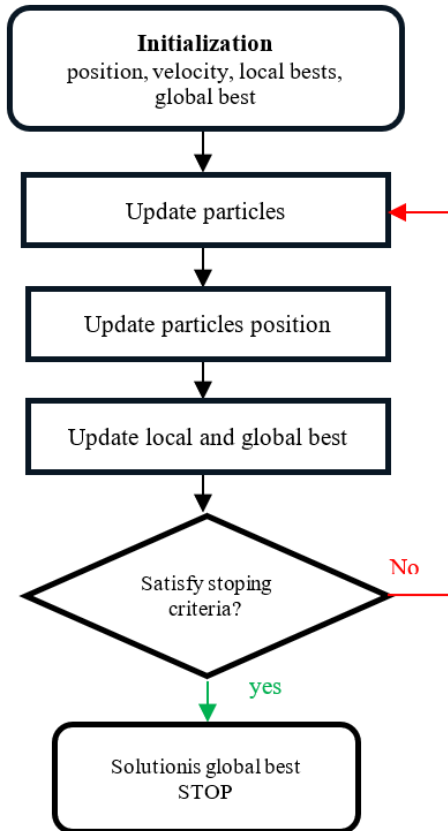 Initialization
position, velocity, local bests,
global best
Update particles
Update particles position
Update local and global best
Satisfy stoping
criteria?
No
yes
Solutionis global best
STOP